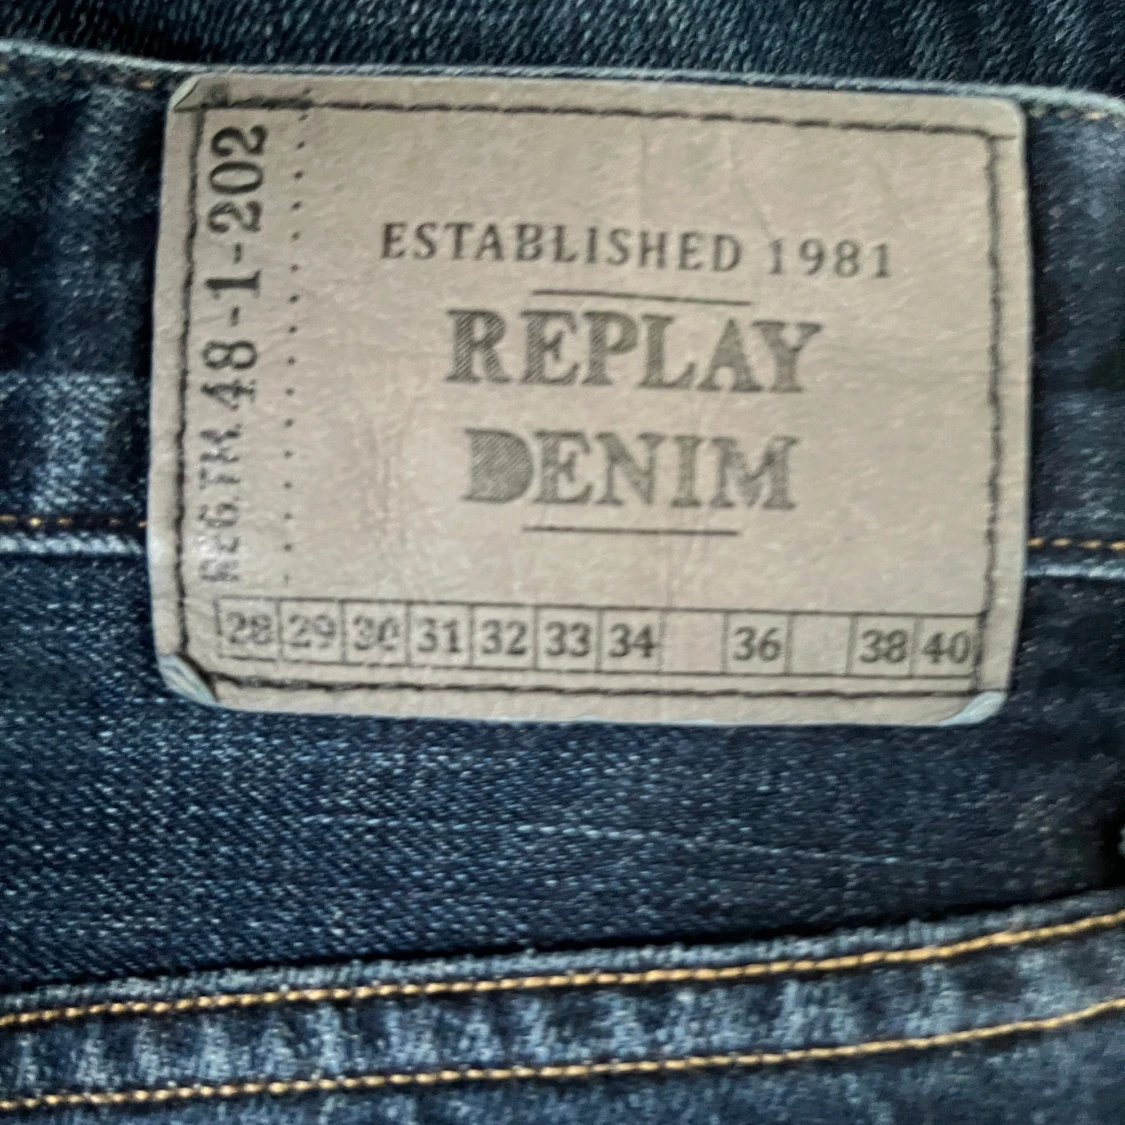 REG.TM.48-1-202
ESTABLISHED 1981
REPLAY
DENIM
28 29 30 31 32 33 34 36 38 40